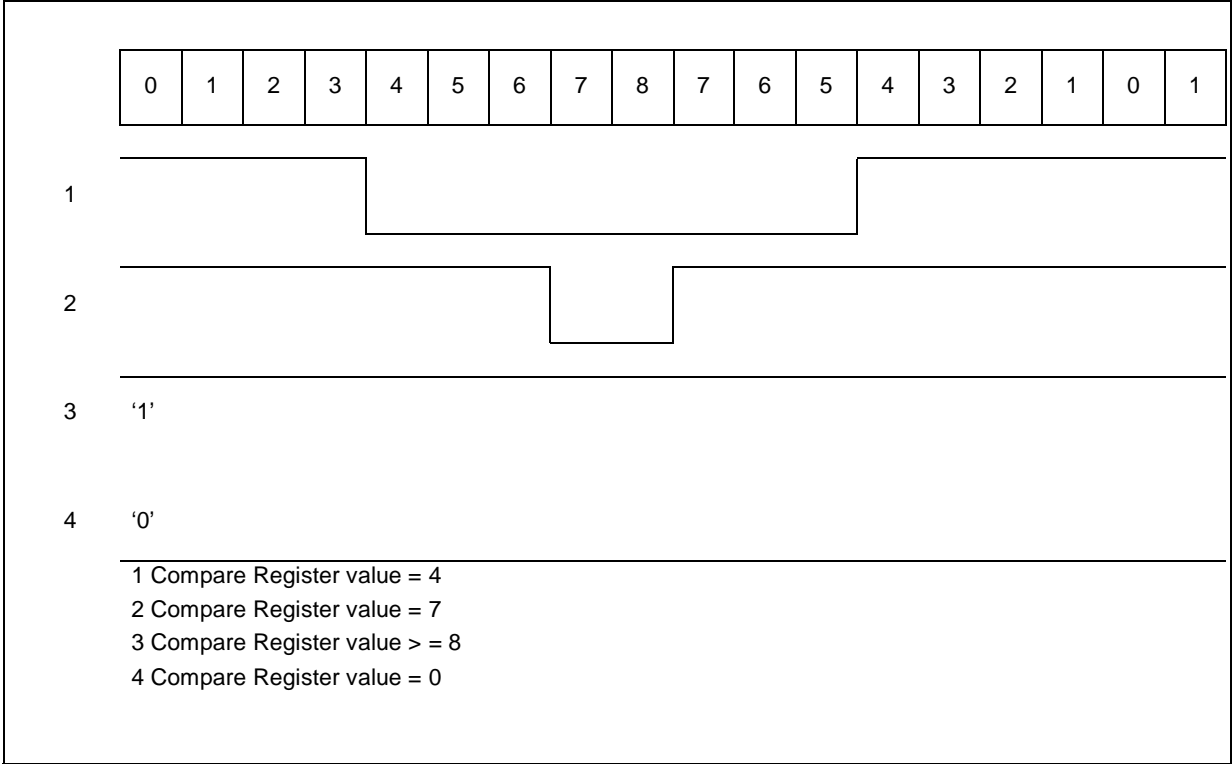 0 1 2 3 4 5 6 7 8 7 6 5 4 3 2 1 0 1
1
2
3 ‘1’
4 ‘0’
1 Compare Register value = 4
2 Compare Register value = 7
3 Compare Register value > = 8
4 Compare Register value = 0